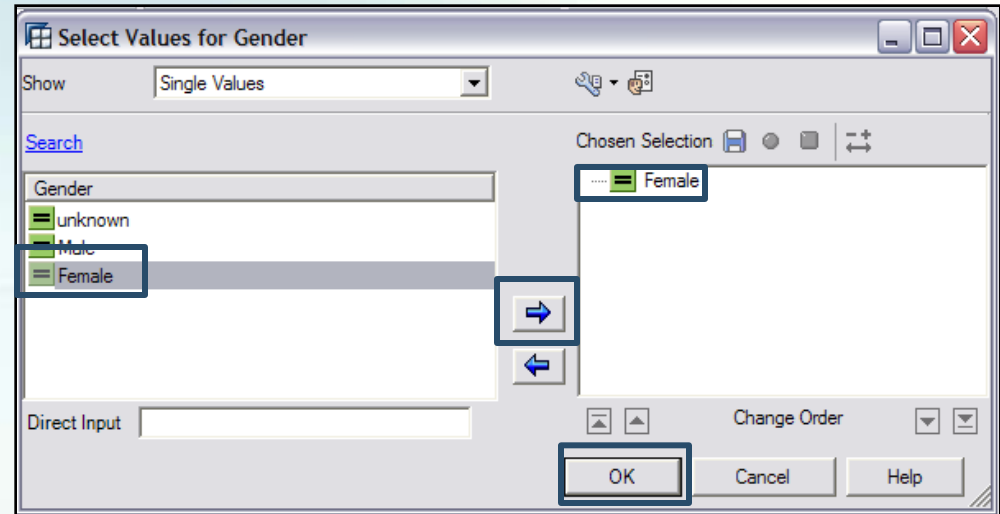 Select Values for Gender
Show Single Values
Search
Chosen Selection
Gender
Female
unknown
Male
Female
Direct Input
Change Order
OK Cancel Help